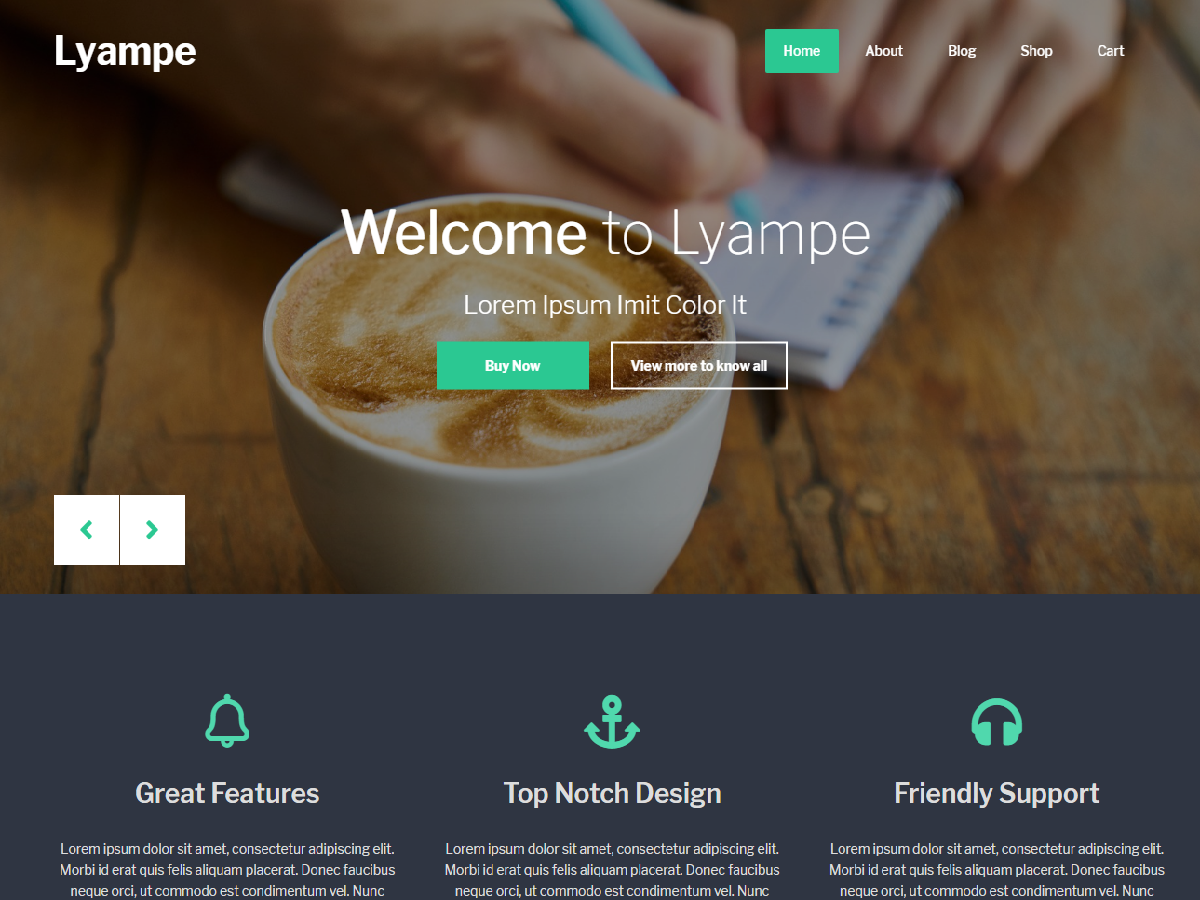 Lyampe
Home About Blog Shop Cart
Welcome to Lyampe
Lorem Ipsum Imit Color It
Buy Now View more to know all
Great Features
Lorem ipsum dolor sit amet, consectetur adipiscing elit.
Morbi id erat quis felis aliquam placerat. Donec faucibus
neque orci, ut commodo est condimentum vel. Nunc
Top Notch Design
Lorem ipsum dolor sit amet, consectetur adipiscing elit.
Morbi id erat quis felis aliquam placerat. Donec faucibus
neque orci, ut commodo est condimentum vel. Nunc
Friendly Support
Lorem ipsum dolor sit amet, consectetur adipiscing elit.
Morbi id erat quis felis aliquam placerat. Donec faucibus
neque orci, ut commodo est condimentum vel. Nunc